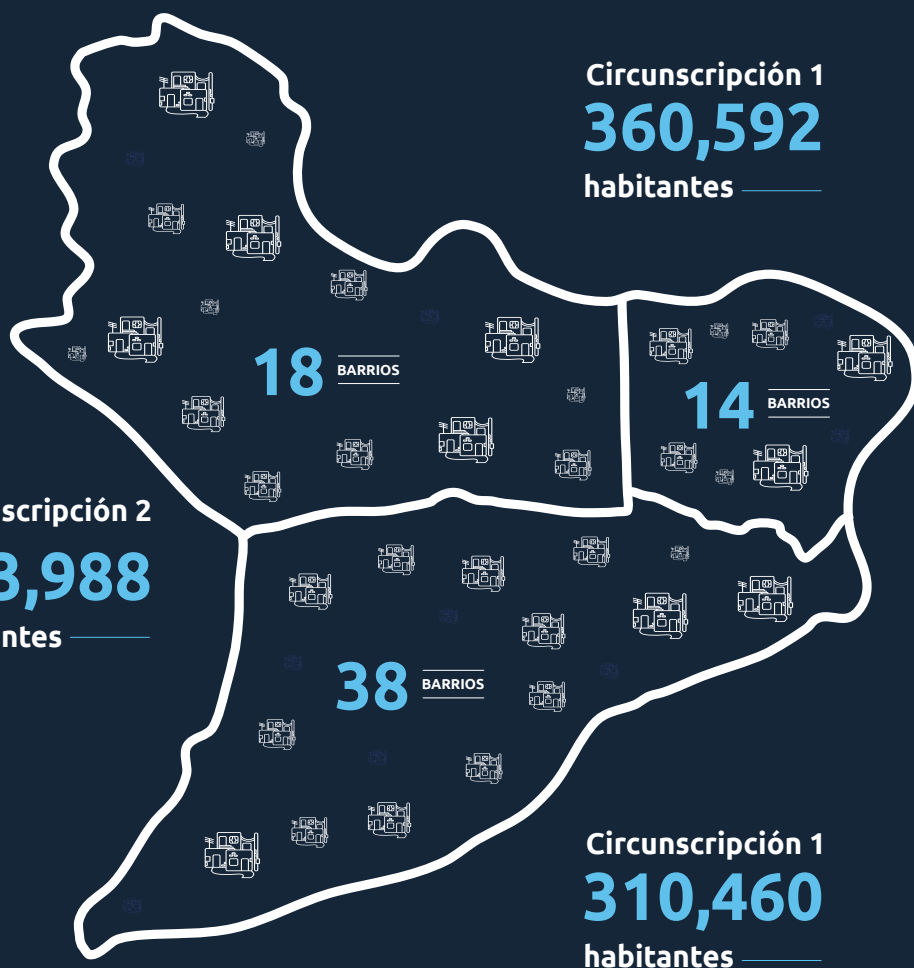 Circunscripción 1
360,592
habitantes
18 BARRIOS
14 BARRIOS
scripción 2
3,988
ntes
38 BARRIOS
Circunscripción 1
310,460
habitantes